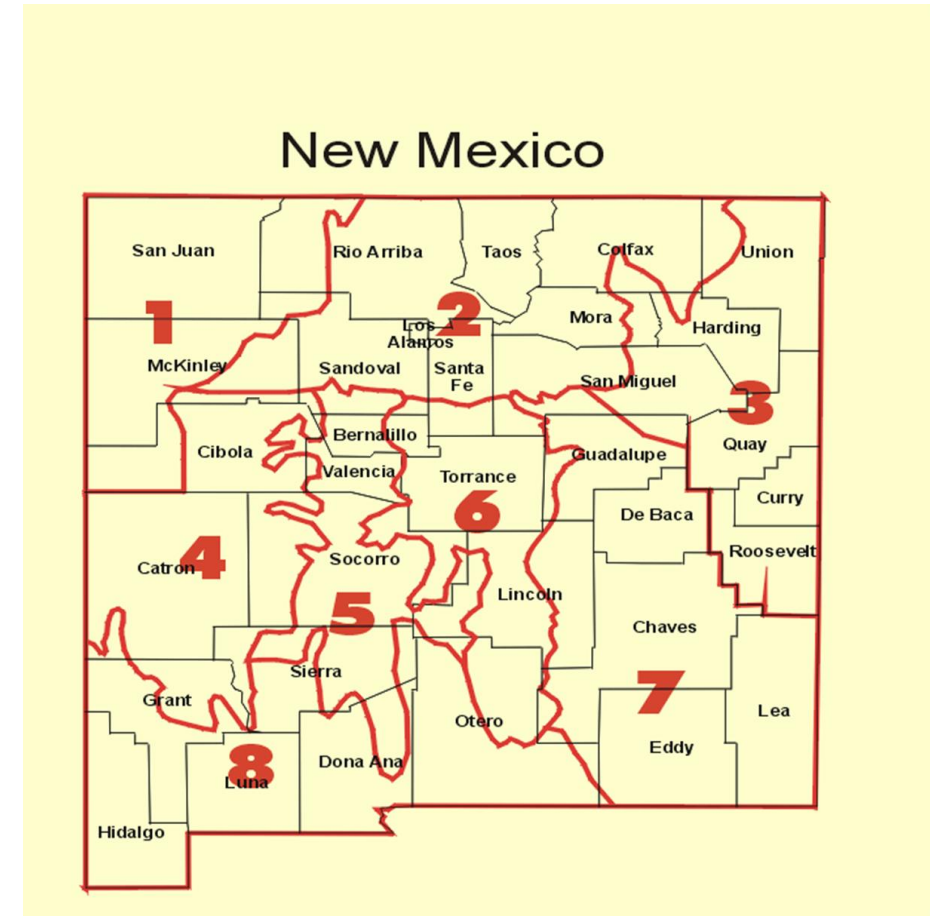 New Mexico
San Juan
Rio Arriba
Taos
Colfax
Union
1
2
Mora
Harding
Los
Alamos
McKinley
Sandoval
Santa
Fe
San Miguel
3
Bernalillo
Quay
Cibola
Guadalupe
Valencia
Torrance
Curry
6
De Baca
Roosevelt
Socorro
4
Catron
Lincoln
5
Chaves
Sierra
7
Grant
Lea
Otero
Eddy
8
Dona Ana
Luna
Hidalgo